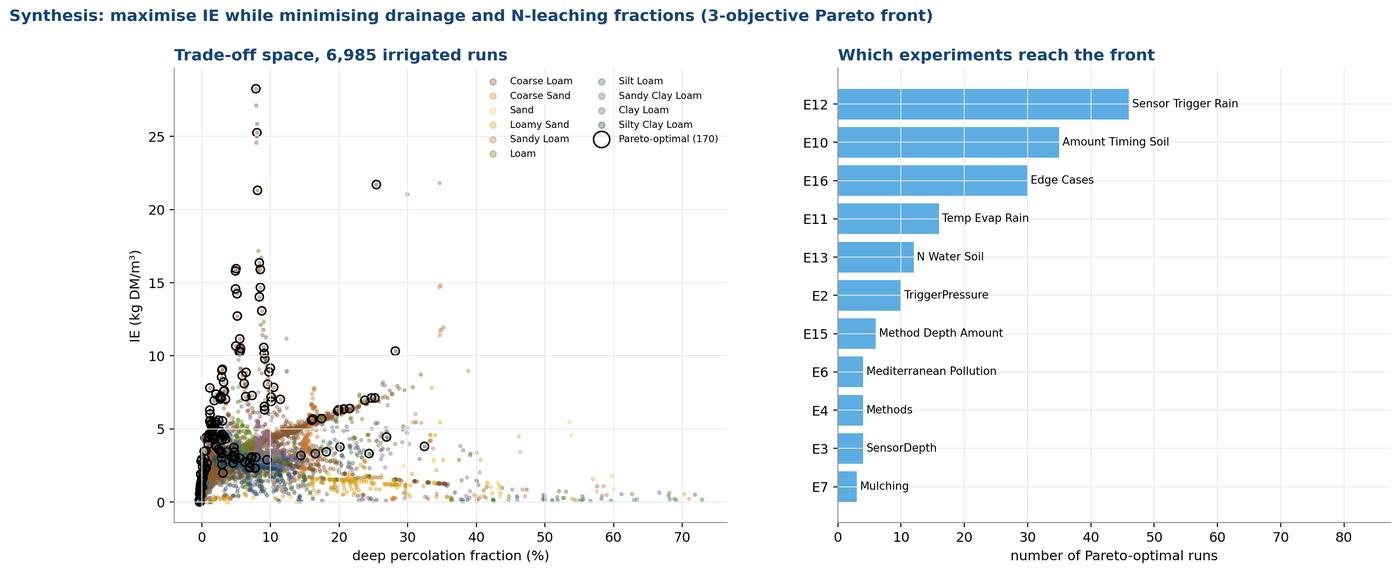 Synthesis: maximise IE while minimising drainage and N-leaching fractions (3-objective Pareto front)
Trade-off space, 6,985 irrigated runs
Coarse Loam
Coarse Sand
Sand
Loamy Sand
Sandy Loam
Loam
Silt Loam
Sandy Clay Loam
Clay Loam
Silty Clay Loam
Pareto-optimal (170)
IE (kg DM/m³)
25
20
15
10
5
0
0 10 20 30 40 50 60 70
deep percolation fraction (%)
Which experiments reach the front
E12 Sensor Trigger Rain
E10 Amount Timing Soil
E16 Edge Cases
E11 Temp Evap Rain
E13 N Water Soil
E2 TriggerPressure
E15 Method Depth Amount
E6 Mediterranean Pollution
E4 Methods
E3 SensorDepth
E7 Mulching
0 10 20 30 40 50 60 70 80
number of Pareto-optimal runs